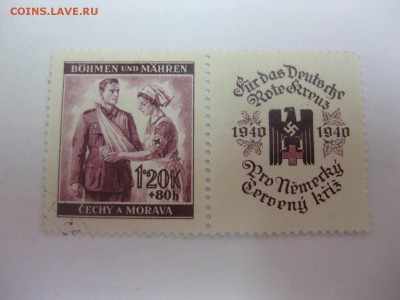 COINS.LAVE.RU
BÖHMEN UND MÄHREN
1·20K
+80h
ČECHY A MORAVA
Für das Deutsche
Rote Kreuz
1940 1940
Pro Německý
Červený kříž